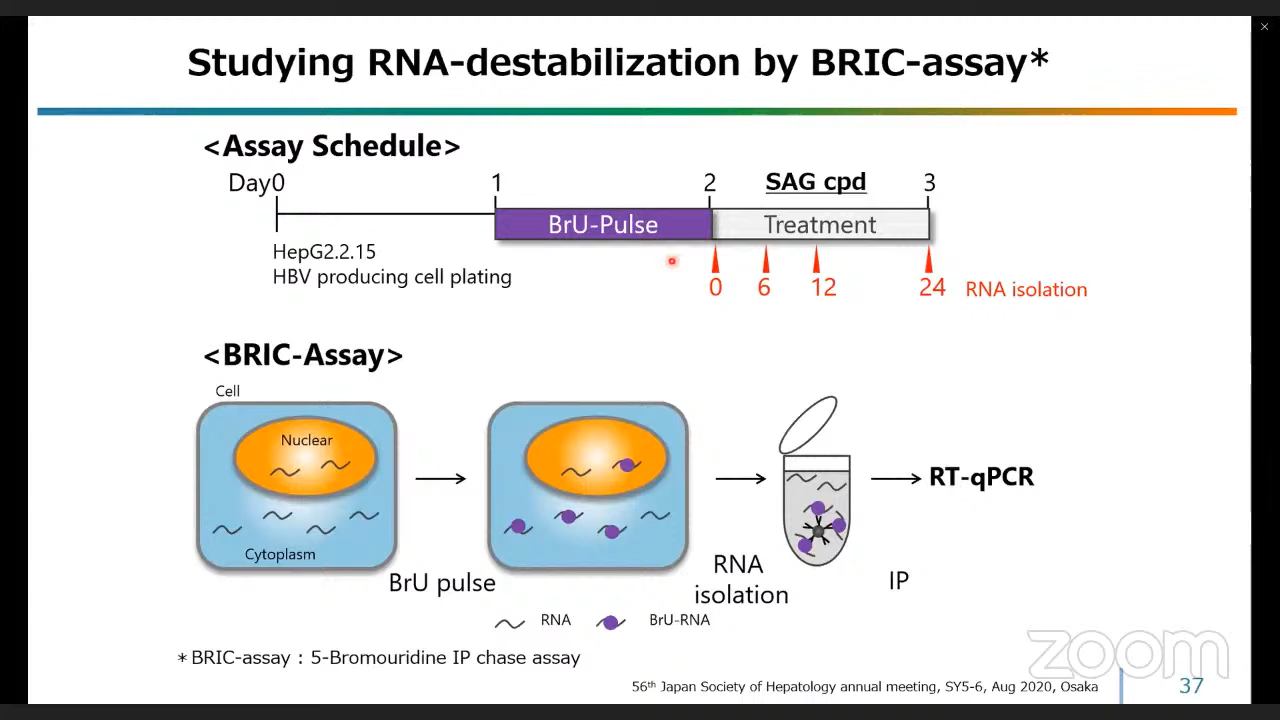 Studying RNA-destabilization by BRIC-assay*
<Assay Schedule>
Day0 1 2 SAG cpd 3
BrU-Pulse Treatment
HepG2.2.15
HBV producing cell plating
0 6 12 24 RNA isolation
<BRIC-Assay>
Cell
Nuclear
Cytoplasm
BrU pulse
RNA
isolation
IP
RT-qPCR
RNA BrU-RNA
*BRIC-assay : 5-Bromouridine IP chase assay
zoom
56th Japan Society of Hepatology annual meeting, SY5-6, Aug 2020, Osaka 37